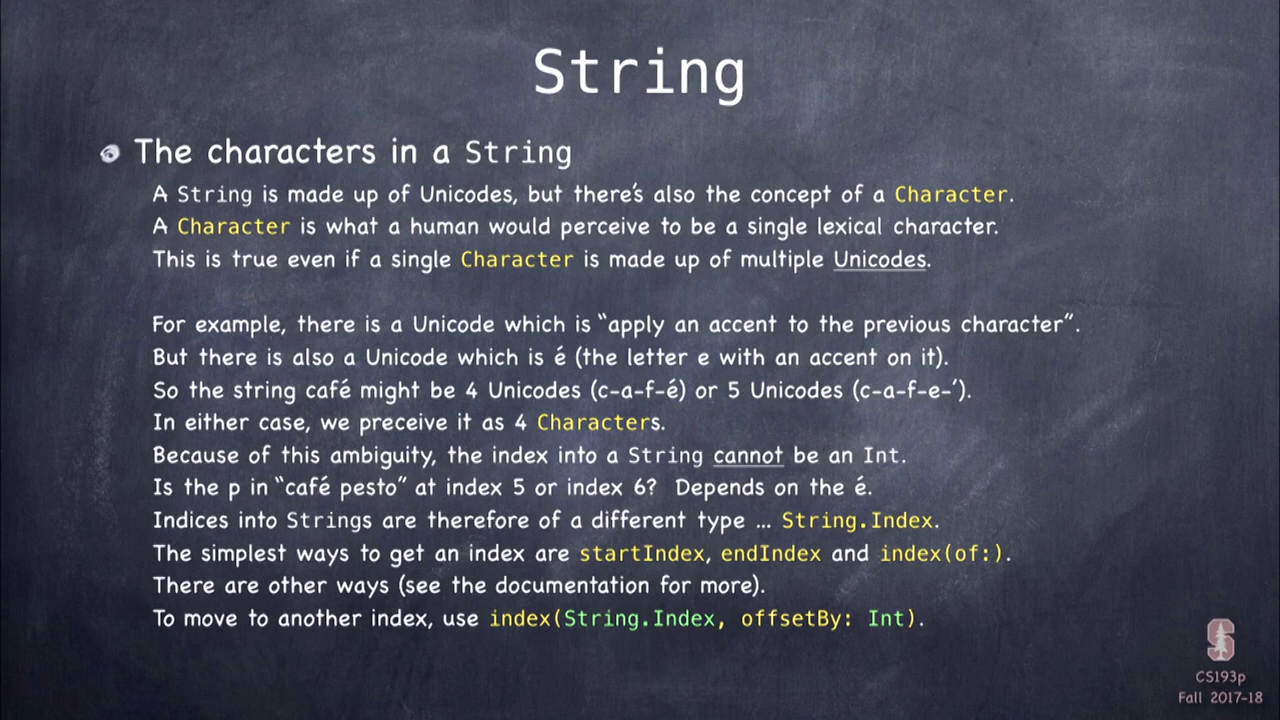 String
The characters in a String
A String is made up of Unicodes, but there's also the concept of a Character.
A Character is what a human would perceive to be a single lexical character.
This is true even if a single Character is made up of multiple Unicodes.
For example, there is a Unicode which is “apply an accent to the previous character”.
But there is also a Unicode which is é (the letter e with an accent on it).
So the string café might be 4 Unicodes (c-a-f-é) or 5 Unicodes (c-a-f-e-’).
In either case, we preceive it as 4 Characters.
Because of this ambiguity, the index into a String cannot be an Int.
Is the p in “café pesto” at index 5 or index 6? Depends on the é.
Indices into Strings are therefore of a different type ... String.Index.
The simplest ways to get an index are startIndex, endIndex and index(of:).
There are other ways (see the documentation for more).
To move to another index, use index(String.Index, offsetBy: Int).
S
CS193p
Fall 2017-18